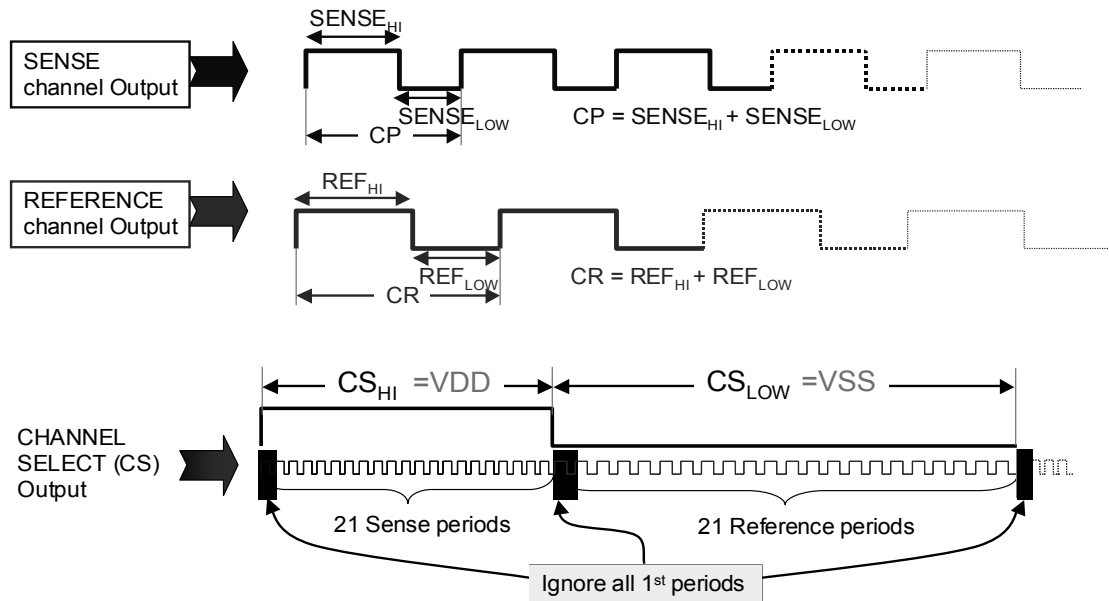 SENSE
channel Output
SENSE_HI
SENSE_LOW
CP
CP = SENSE_HI + SENSE_LOW
REFERENCE
channel Output
REF_HI
REF_LOW
CR
CR = REF_HI + REF_LOW
CS_HI =VDD
CS_LOW =VSS
CHANNEL
SELECT (CS)
Output
21 Sense periods
21 Reference periods
Ignore all 1st periods